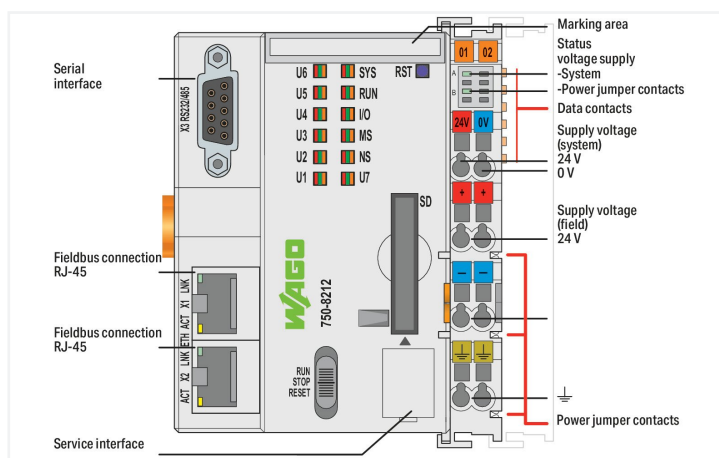 Marking area
Status
voltage supply
-System
-Power jumper contacts
Data contacts
Supply voltage
(system)
24 V
0 V
Supply voltage
(field)
24 V
Power jumper contacts
Serial
interface
Fieldbus connection
RJ-45
Fieldbus connection
RJ-45
Service interface
X3 RS232/485
U6 SYS RST
U5 RUN
U4 I/O
U3 MS
U2 NS
U1 U7
SD
WAGO
750-8212
RUN
STOP
RESET
ACT X1 LNK
ETH
ACT X2 LNK
01 02
A
B
24V 0V
+ +
− −